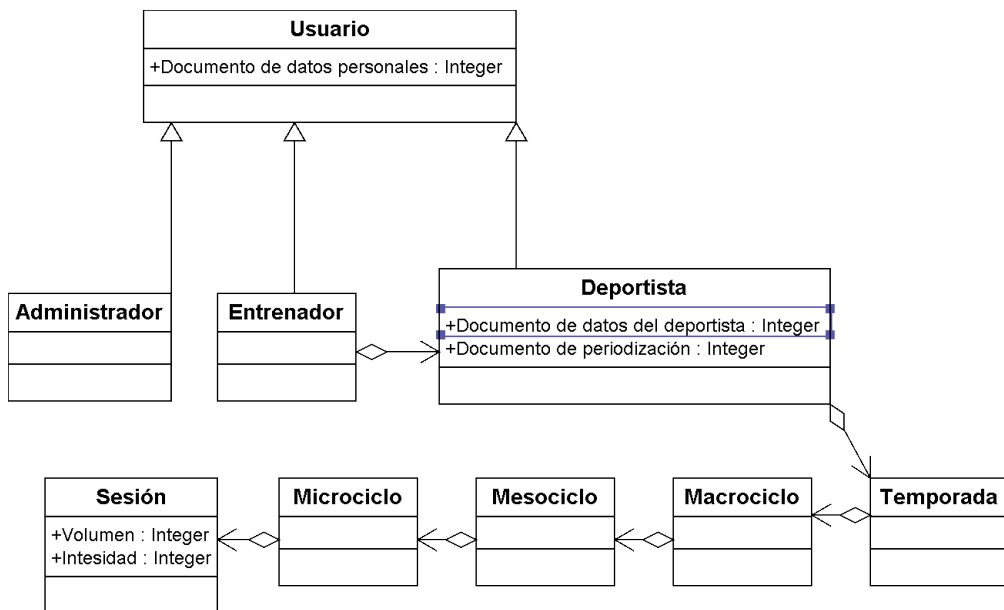 Usuario
+Documento de datos personales : Integer
Administrador
Entrenador
Deportista
+Documento de datos del deportista : Integer
+Documento de periodización : Integer
Sesión
+Volumen : Integer
+Intesidad : Integer
Microciclo
Mesociclo
Macrociclo
Temporada